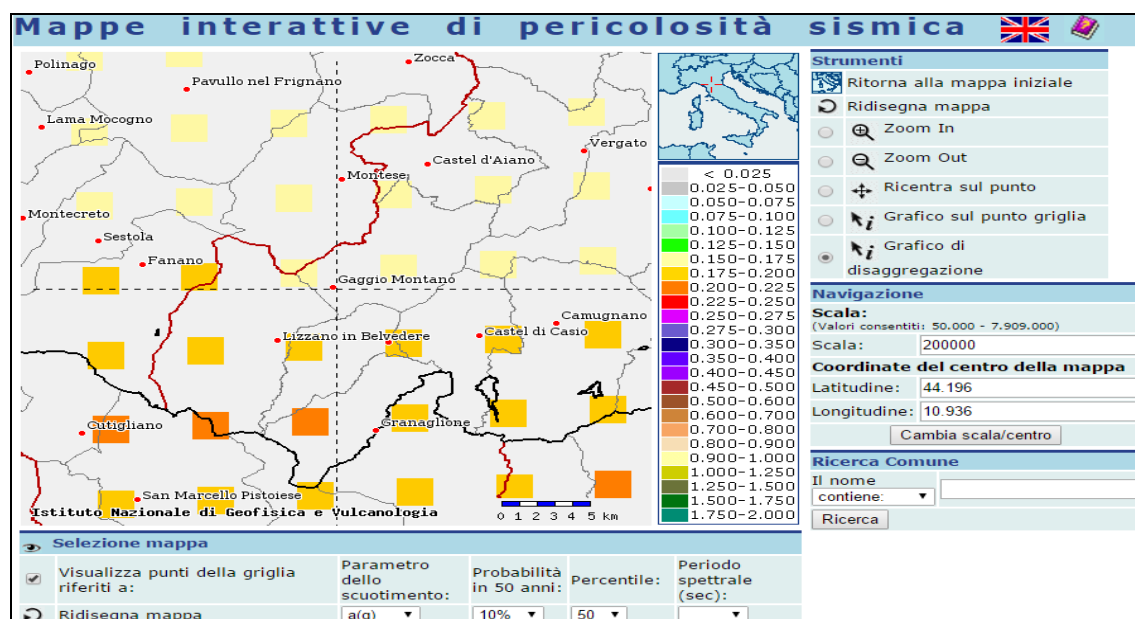 Mappe interattive di pericolosità sismica
Polinago
Zocca
Pavullo nel Frignano
Lama Mocogno
Vergato
Castel d'Aiano
Montese
Montecreto
Sestola
Fanano
Gaggio Montano
Camugnano
Lizzano in Belvedere
Castel di Casio
Cutigliano
Granaglione
San Marcello Pistoiese
Istituto Nazionale di Geofisica e Vulcanologia
0 1 2 3 4 5 km
< 0.025
0.025-0.050
0.050-0.075
0.075-0.100
0.100-0.125
0.125-0.150
0.150-0.175
0.175-0.200
0.200-0.225
0.225-0.250
0.250-0.275
0.275-0.300
0.300-0.350
0.350-0.400
0.400-0.450
0.450-0.500
0.500-0.600
0.600-0.700
0.700-0.800
0.800-0.900
0.900-1.000
1.000-1.250
1.250-1.500
1.500-1.750
1.750-2.000
Strumenti
Ritorna alla mappa iniziale
Ridisegna mappa
Zoom In
Zoom Out
Ricentra sul punto
Grafico sul punto griglia
Grafico di
disaggregazione
Navigazione
Scala:
(Valori consentiti: 50.000 - 7.909.000)
Scala: 200000
Coordinate del centro della mappa
Latitudine: 44.196
Longitudine: 10.936
Cambia scala/centro
Ricerca Comune
Il nome
contiene:
Ricerca
Selezione mappa
Visualizza punti della griglia
riferiti a:
Parametro
dello
scuotimento:
Probabilità
in 50 anni:
Percentile:
Periodo
spettrale
(sec):
Ridisegna mappa a(g) 10% 50